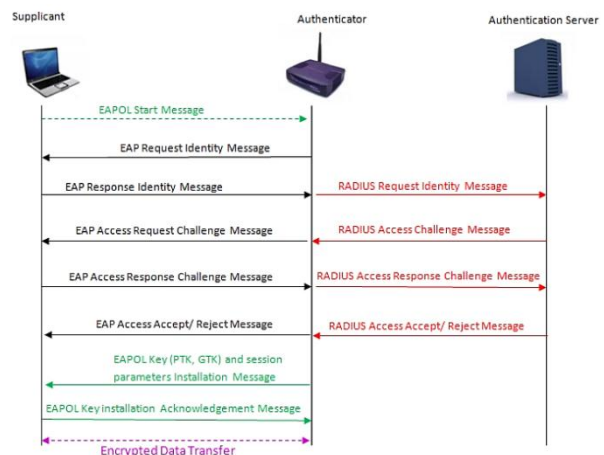 Supplicant
Authenticator
Authentication Server
EAPOL Start Message
EAP Request Identity Message
EAP Response Identity Message
RADIUS Request Identity Message
EAP Access Request Challenge Message
RADIUS Access Challenge Message
EAP Access Response Challenge Message
RADIUS Access Response Challenge Message
EAP Access Accept/ Reject Message
RADIUS Access Accept/ Reject Message
EAPOL Key (PTK, GTK) and session
parameters Installation Message
EAPOL Key installation Acknowledgement Message
Encrypted Data Transfer